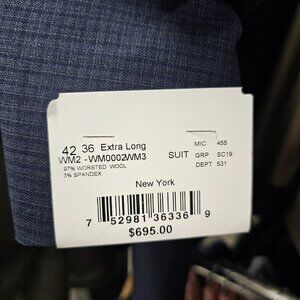 42 36 Extra Long
WM2 - WM0002WM3
97% WORSTED WOOL
3% SPANDEX
SUIT
MIC 455
GRP SC19
DEPT 531
New York
7 52981 36336 9
$695.00